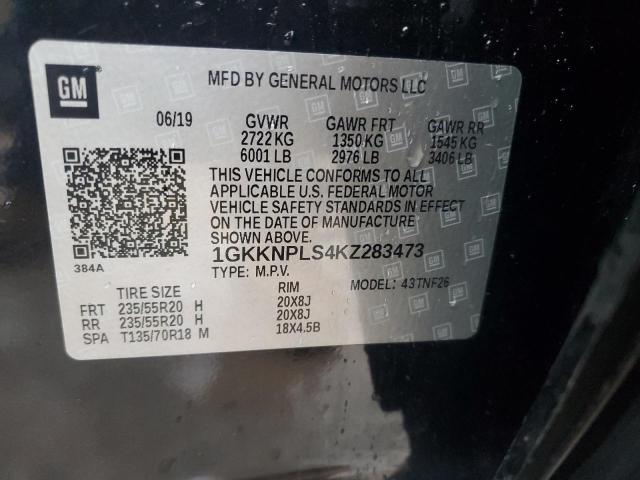 GM
MFD BY GENERAL MOTORS LLC
06/19 GVWR GAWR FRT GAWR RR
2722 KG 1350 KG 1545 KG
6001 LB 2976 LB 3406 LB
THIS VEHICLE CONFORMS TO ALL
APPLICABLE U.S. FEDERAL MOTOR
VEHICLE SAFETY STANDARDS IN EFFECT
ON THE DATE OF MANUFACTURE
SHOWN ABOVE.
384A
1GKKNPLS4KZ283473
TYPE: M.P.V. MODEL: 43TNF26
TIRE SIZE RIM
FRT 235/55R20 H 20X8J
RR 235/55R20 H 20X8J
SPA T135/70R18 M 18X4.5B